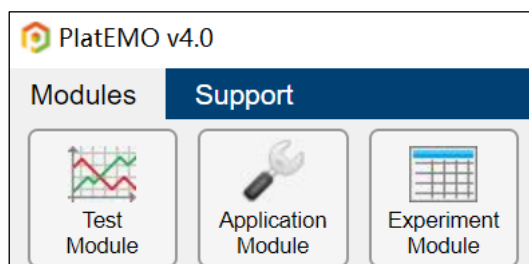 PlatEMO v4.0
Modules Support
Test
Module
Application
Module
Experiment
Module